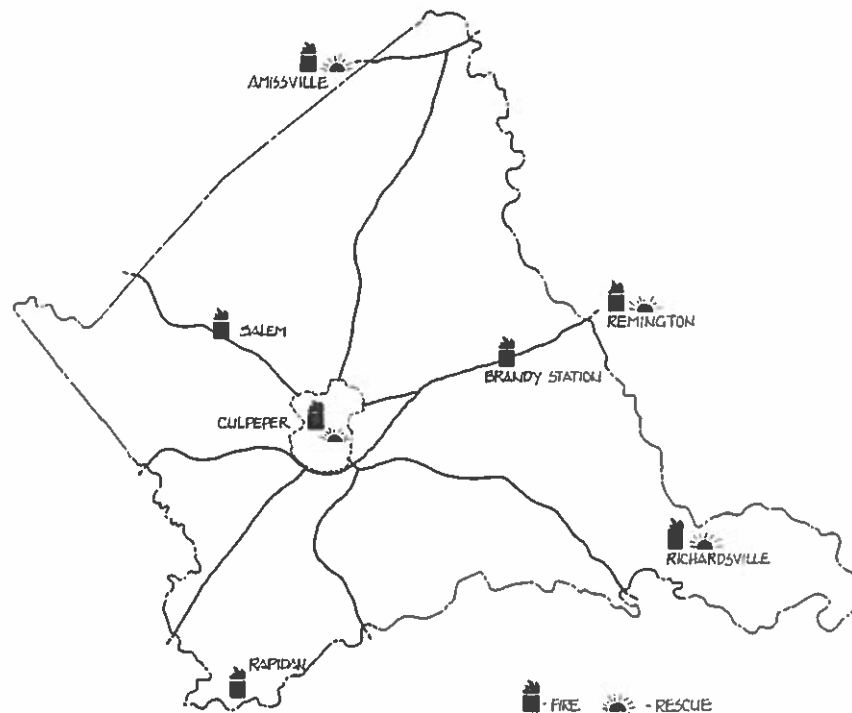 AMISSVILLE
REMINGTON
SALEM
BRANDY STATION
CULPEPER
RICHARDSVILLE
RAPIDAN
- FIRE - RESCUE